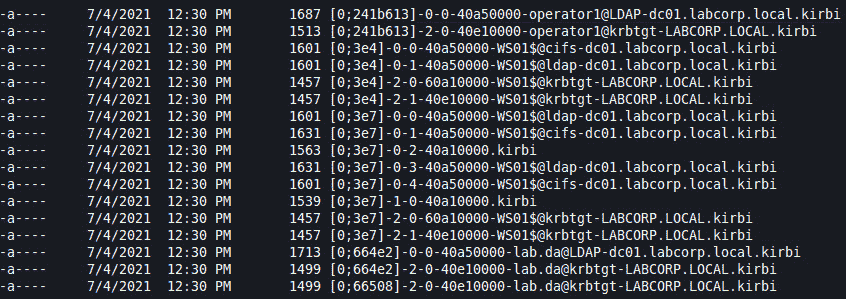 -a---- 7/4/2021 12:30 PM 1687 [0;241b613]-0-0-40a50000-operator1@LDAP-dc01.labcorp.local.kirbi
-a---- 7/4/2021 12:30 PM 1513 [0;241b613]-2-0-40e10000-operator1@krbtgt-LABCORP.LOCAL.kirbi
-a---- 7/4/2021 12:30 PM 1601 [0;3e4]-0-0-40a50000-WS01$@cifs-dc01.labcorp.local.kirbi
-a---- 7/4/2021 12:30 PM 1601 [0;3e4]-0-1-40a50000-WS01$@ldap-dc01.labcorp.local.kirbi
-a---- 7/4/2021 12:30 PM 1457 [0;3e4]-2-0-60a10000-WS01$@krbtgt-LABCORP.LOCAL.kirbi
-a---- 7/4/2021 12:30 PM 1457 [0;3e4]-2-1-40e10000-WS01$@krbtgt-LABCORP.LOCAL.kirbi
-a---- 7/4/2021 12:30 PM 1601 [0;3e7]-0-0-40a50000-WS01$@ldap-dc01.labcorp.local.kirbi
-a---- 7/4/2021 12:30 PM 1631 [0;3e7]-0-1-40a50000-WS01$@cifs-dc01.labcorp.local.kirbi
-a---- 7/4/2021 12:30 PM 1563 [0;3e7]-0-2-40a10000.kirbi
-a---- 7/4/2021 12:30 PM 1631 [0;3e7]-0-3-40a50000-WS01$@ldap-dc01.labcorp.local.kirbi
-a---- 7/4/2021 12:30 PM 1601 [0;3e7]-0-4-40a50000-WS01$@cifs-dc01.labcorp.local.kirbi
-a---- 7/4/2021 12:30 PM 1539 [0;3e7]-1-0-40a10000.kirbi
-a---- 7/4/2021 12:30 PM 1457 [0;3e7]-2-0-60a10000-WS01$@krbtgt-LABCORP.LOCAL.kirbi
-a---- 7/4/2021 12:30 PM 1457 [0;3e7]-2-1-40e10000-WS01$@krbtgt-LABCORP.LOCAL.kirbi
-a---- 7/4/2021 12:30 PM 1713 [0;664e2]-0-0-40a50000-lab.da@LDAP-dc01.labcorp.local.kirbi
-a---- 7/4/2021 12:30 PM 1499 [0;664e2]-2-0-40e10000-lab.da@krbtgt-LABCORP.LOCAL.kirbi
-a---- 7/4/2021 12:30 PM 1499 [0;66508]-2-0-40e10000-lab.da@krbtgt-LABCORP.LOCAL.kirbi